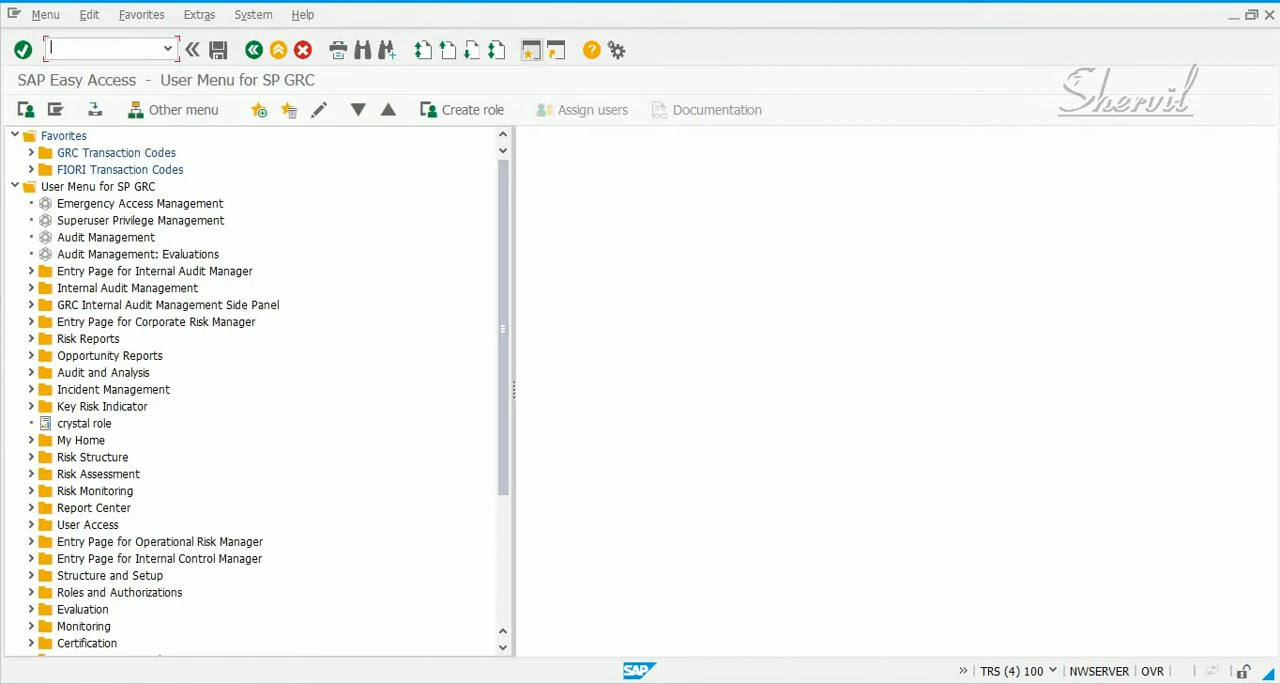 Menu Edit Favorites Extras System Help
SAP Easy Access - User Menu for SP GRC
Shervil
Other menu Create role Assign users Documentation
Favorites
GRC Transaction Codes
FIORI Transaction Codes
User Menu for SP GRC
Emergency Access Management
Superuser Privilege Management
Audit Management
Audit Management: Evaluations
Entry Page for Internal Audit Manager
Internal Audit Management
GRC Internal Audit Management Side Panel
Entry Page for Corporate Risk Manager
Risk Reports
Opportunity Reports
Audit and Analysis
Incident Management
Key Risk Indicator
crystal role
My Home
Risk Structure
Risk Assessment
Risk Monitoring
Report Center
User Access
Entry Page for Operational Risk Manager
Entry Page for Internal Control Manager
Structure and Setup
Roles and Authorizations
Evaluation
Monitoring
Certification
SAP TRS (4) 100 NWSERVER OVR